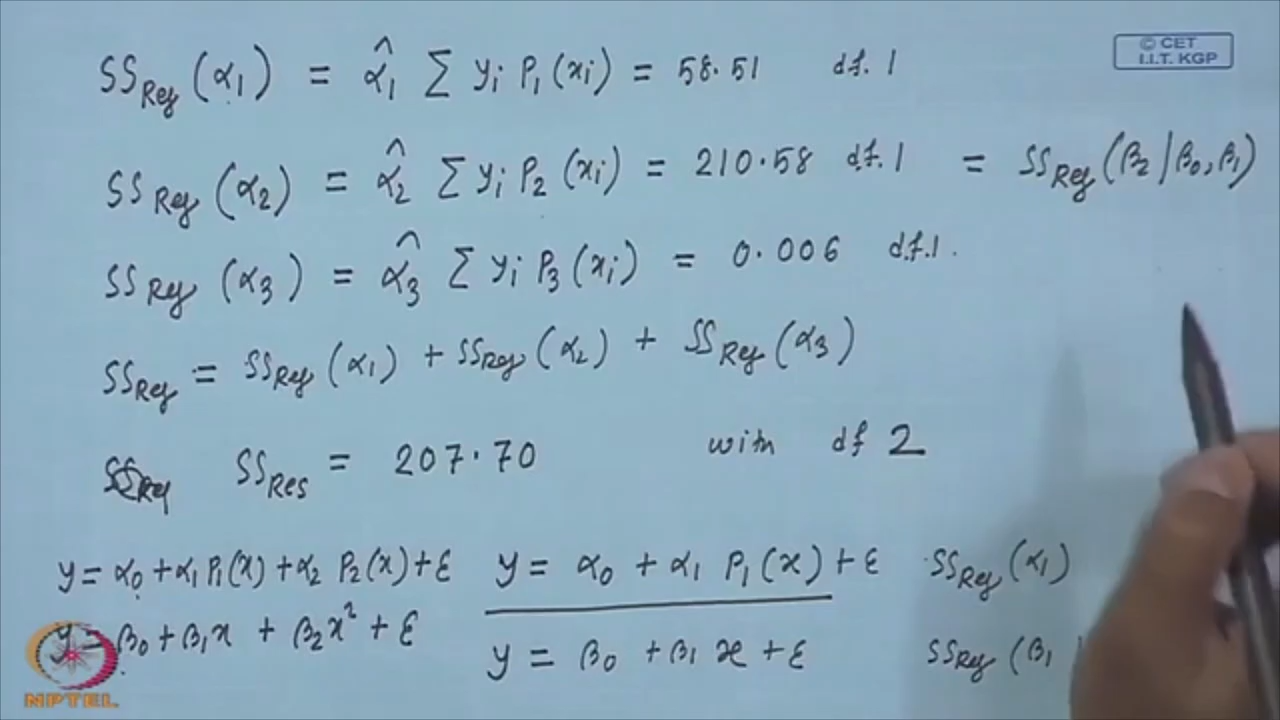 © CET
I.I.T. KGP
SS_Reg (α₁) = α̂₁ Σ yᵢ P₁(xᵢ) = 58.51 df. 1
SS_Reg (α₂) = α̂₂ Σ yᵢ P₂(xᵢ) = 210.58 df. 1 = SS_Reg (β₂ | β₀, β₁)
SS_Reg (α₃) = α̂₃ Σ yᵢ P₃(xᵢ) = 0.006 d.f. 1.
SS_Reg = SS_Reg (α₁) + SS_Reg (α₂) + SS_Reg (α₃)
SS_Res = 207.70 with df 2
y = α₀ + α₁ P₁(x) + α₂ P₂(x) + ε y = α₀ + α₁ P₁(x) + ε SS_Reg (α₁)
y = β₀ + β₁x + β₂x² + ε y = β₀ + β₁ x + ε SS_Reg (β₁
NPTEL